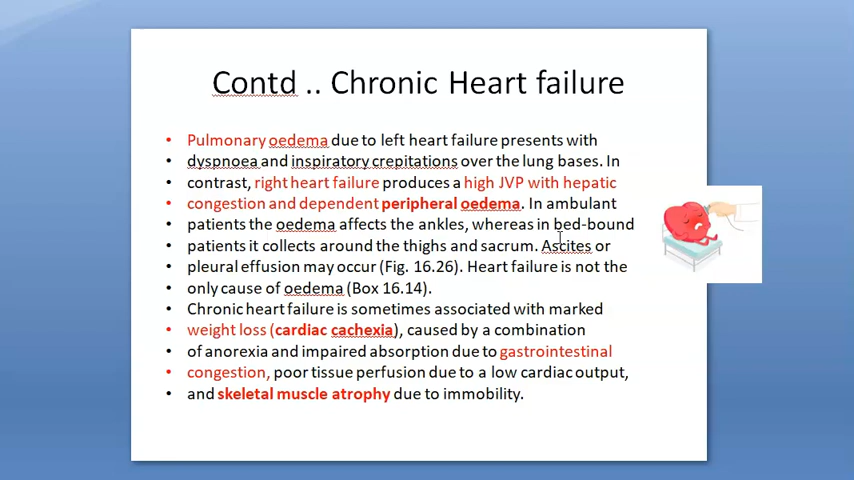 Contd .. Chronic Heart failure
• Pulmonary oedema due to left heart failure presents with
• dyspnoea and inspiratory crepitations over the lung bases. In
• contrast, right heart failure produces a high JVP with hepatic
• congestion and dependent peripheral oedema. In ambulant
• patients the oedema affects the ankles, whereas in bed-bound
• patients it collects around the thighs and sacrum. Ascites or
• pleural effusion may occur (Fig. 16.26). Heart failure is not the
• only cause of oedema (Box 16.14).
• Chronic heart failure is sometimes associated with marked
• weight loss (cardiac cachexia), caused by a combination
• of anorexia and impaired absorption due to gastrointestinal
• congestion, poor tissue perfusion due to a low cardiac output,
• and skeletal muscle atrophy due to immobility.